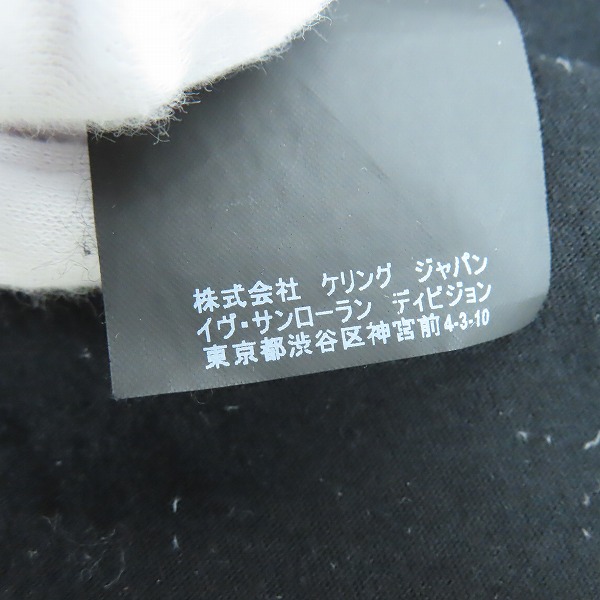 株式会社 ケリング ジャパン
イヴ・サンローラン ディビジョン
東京都渋谷区神宮前4-3-10